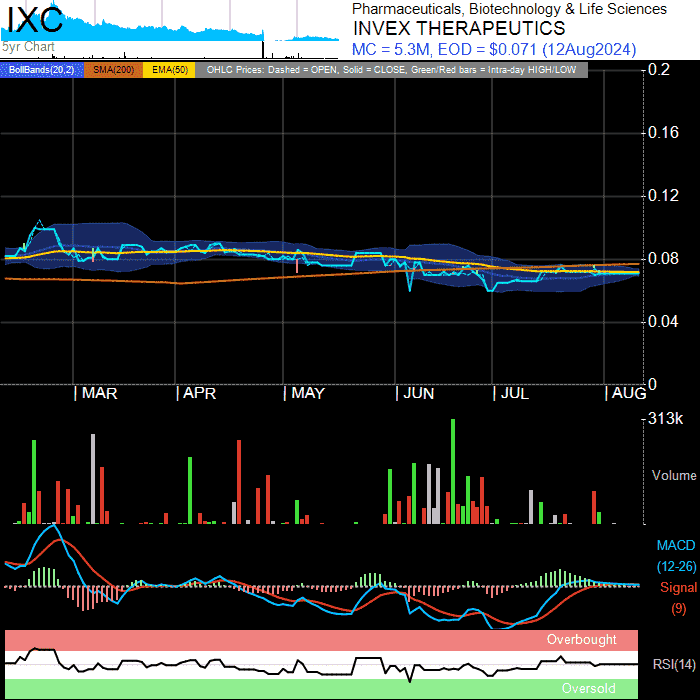 IXC
5yr Chart
Pharmaceuticals, Biotechnology & Life Sciences
INVEX THERAPEUTICS
MC = 5.3M, EOD = $0.071 (12Aug2024)
BollBands(20,2) SMA(200) EMA(50) OHLC Prices: Dashed = OPEN, Solid = CLOSE, Green/Red bars = Intra-day HIGH/LOW
0.2
0.16
0.12
0.08
0.04
0
MAR APR MAY JUN JUL AUG
313k
Volume
MACD
(12-26)
Signal
(9)
Overbought
RSI(14)
Oversold